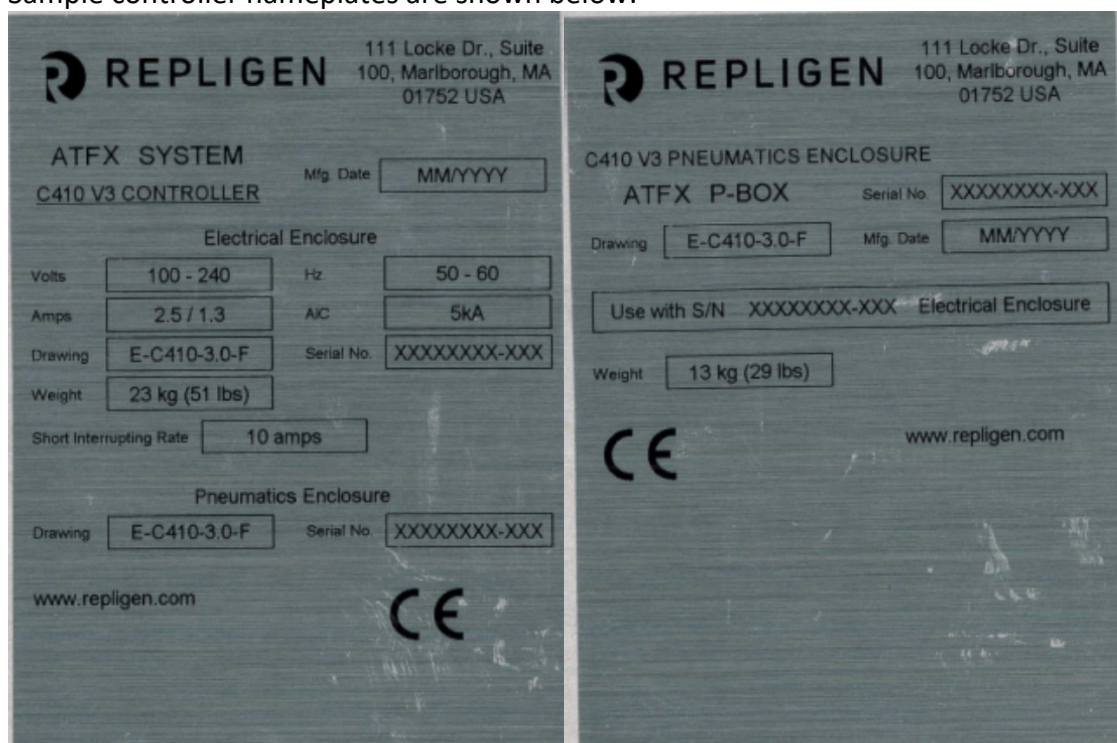 Sample controller nameplates are shown below:
REPLIGEN
111 Locke Dr., Suite
100, Marlborough, MA
01752 USA
ATFX SYSTEM
C410 V3 CONTROLLER
Mfg. Date MM/YYYY
Electrical Enclosure
Volts 100 - 240 Hz 50 - 60
Amps 2.5 / 1.3 AIC 5kA
Drawing E-C410-3.0-F Serial No. XXXXXXXX-XXX
Weight 23 kg (51 lbs)
Short Interrupting Rate 10 amps
Pneumatics Enclosure
Drawing E-C410-3.0-F Serial No. XXXXXXXX-XXX
www.repligen.com
CE
REPLIGEN
111 Locke Dr., Suite
100, Marlborough, MA
01752 USA
C410 V3 PNEUMATICS ENCLOSURE
ATFX P-BOX Serial No. XXXXXXXX-XXX
Drawing E-C410-3.0-F Mfg. Date MM/YYYY
Use with S/N XXXXXXXX-XXX Electrical Enclosure
Weight 13 kg (29 lbs)
CE
www.repligen.com